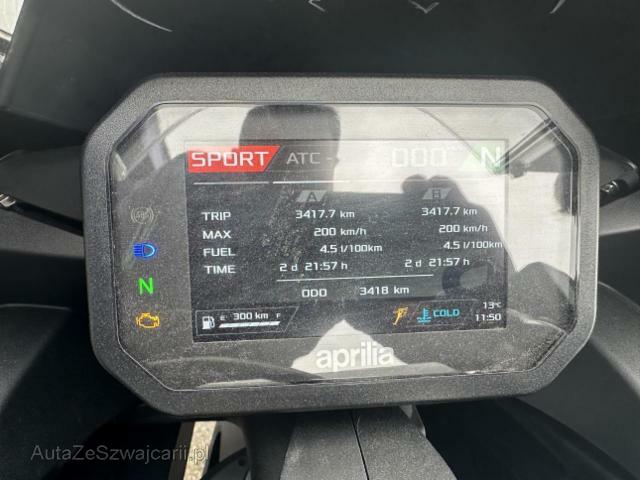 SPORT ATC - 000 N
A B
TRIP 3417.7 km 3417.7 km
MAX 200 km/h 200 km/h
FUEL 4.5 l/100km 4.5 l/100km
TIME 2 d 21:57 h 2 d 21:57 h
ODO 3418 km
N
E 300 km F COLD 13°C
11:50
aprilia
AutaZeSzwajcarii.pl